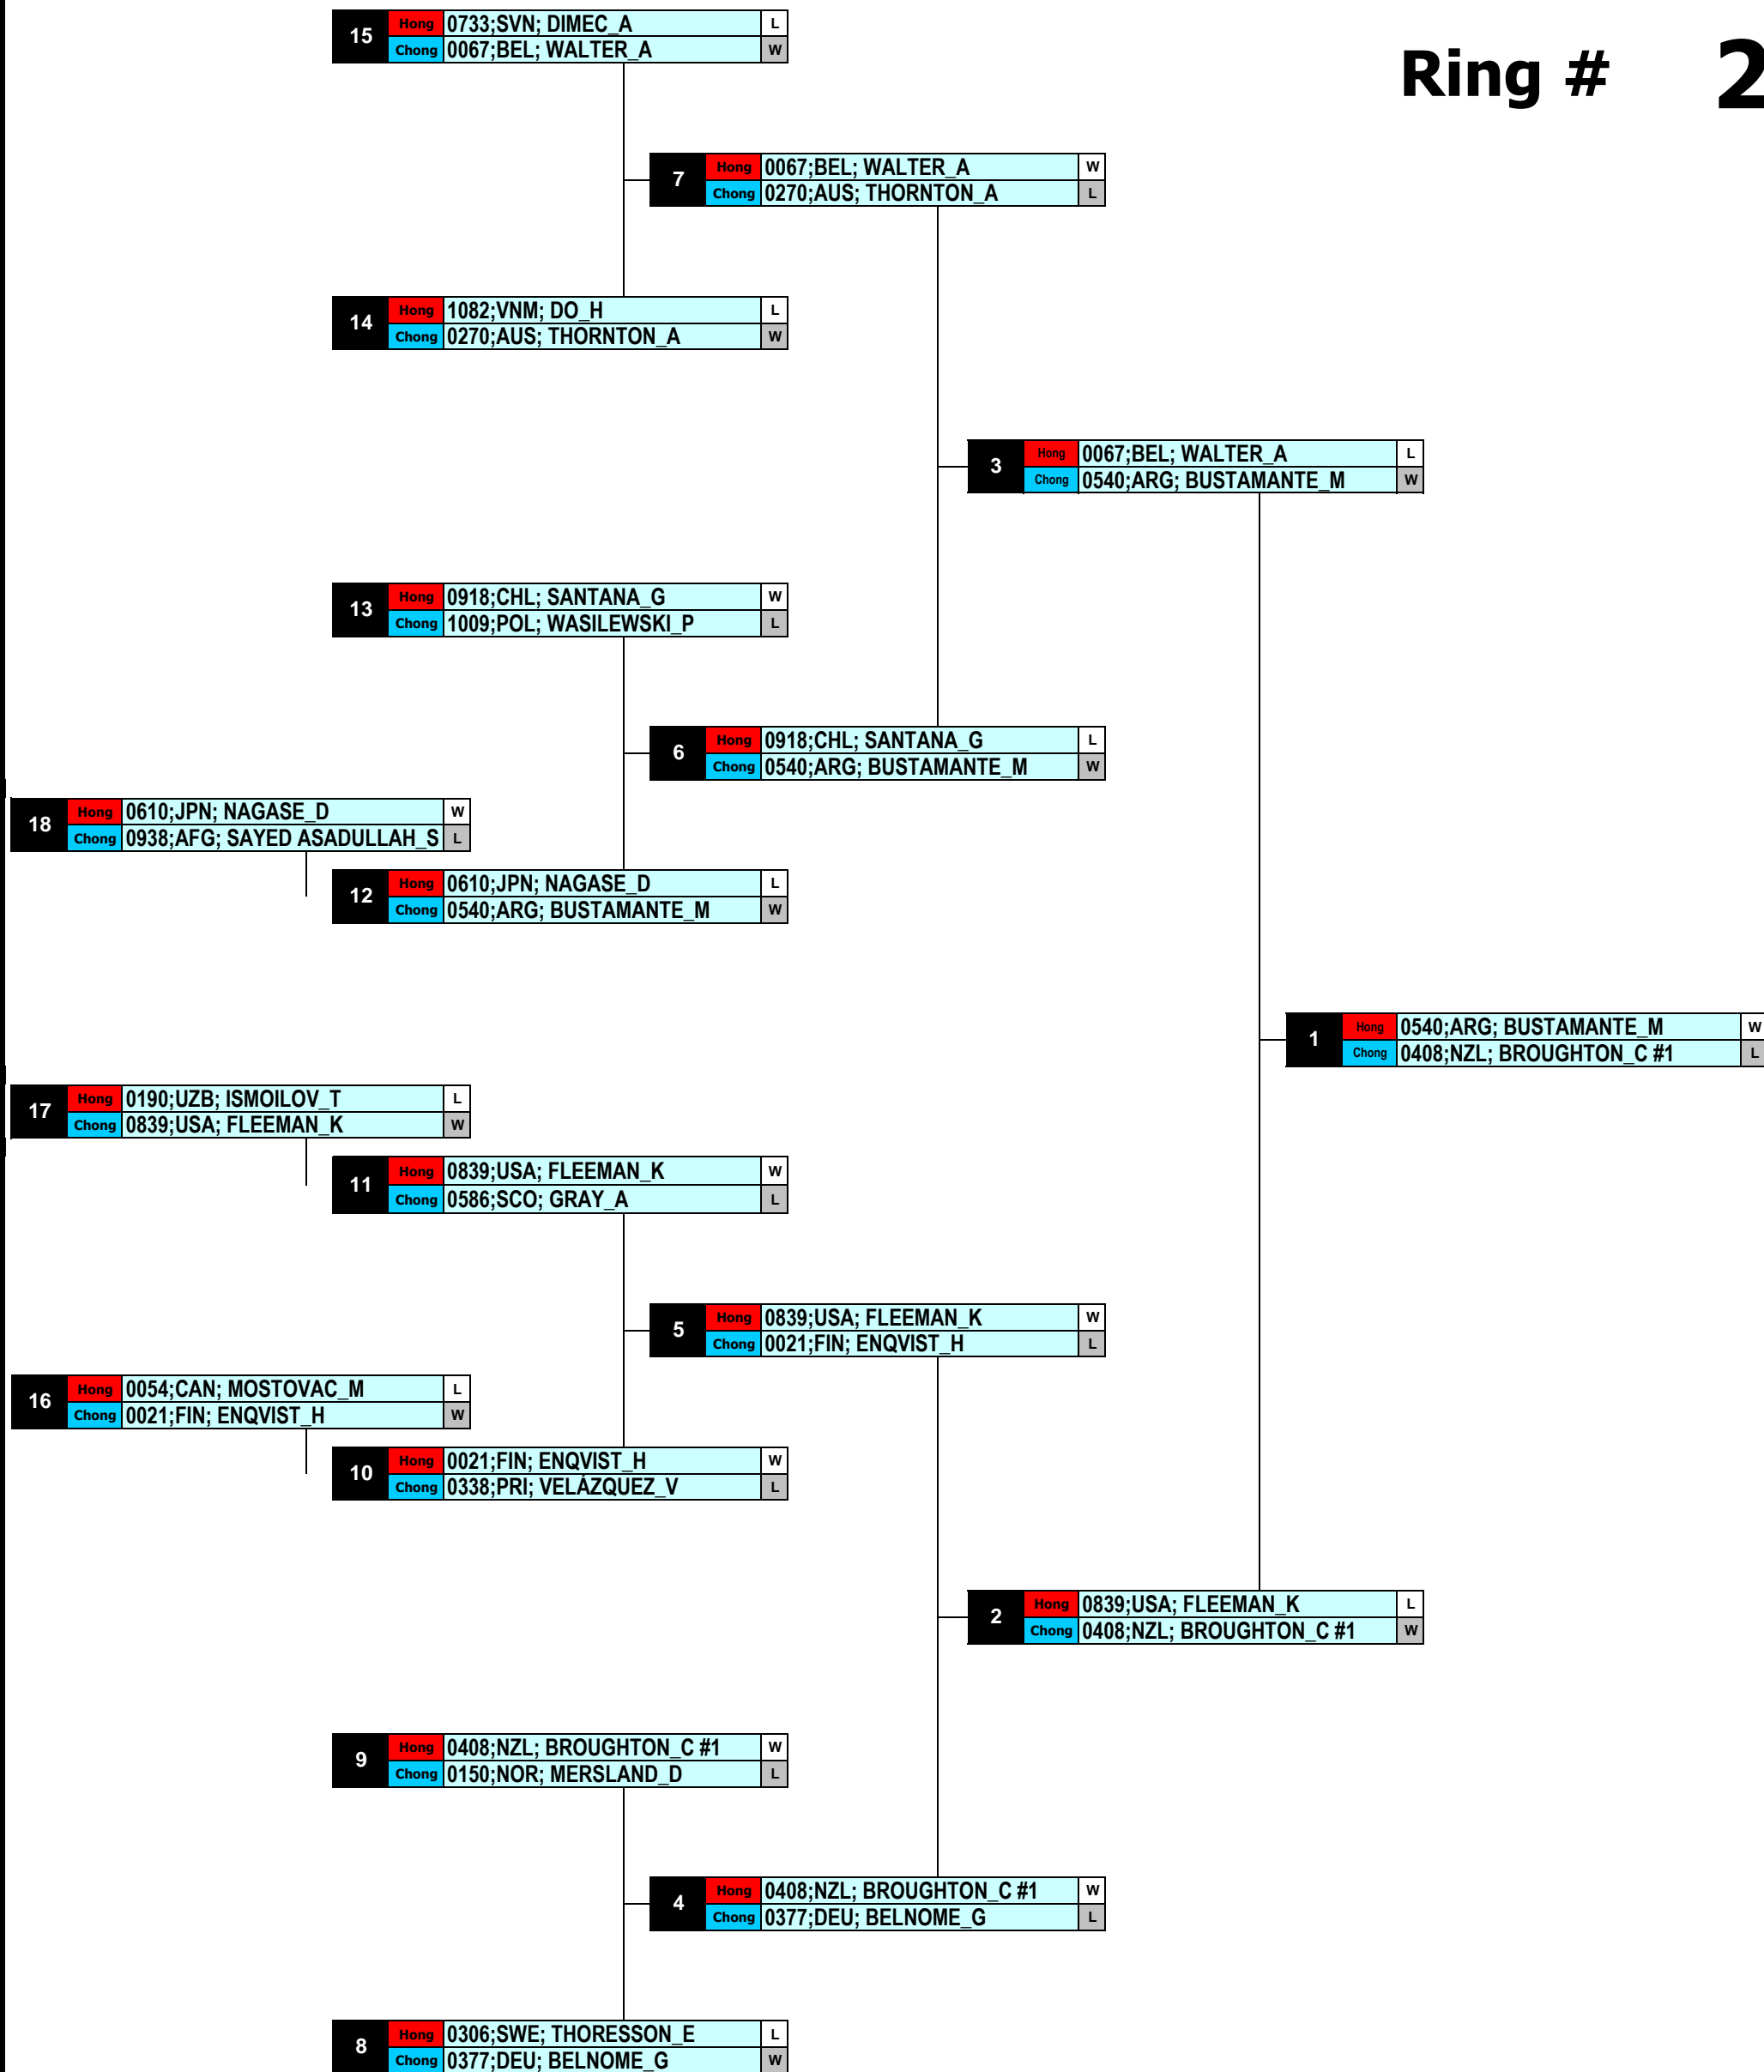 Ring # 2
15
Hong 0733;SVN; DIMEC_A L
Chong 0067;BEL; WALTER_A W
7
Hong 0067;BEL; WALTER_A W
Chong 0270;AUS; THORNTON_A L
14
Hong 1082;VNM; DO_H L
Chong 0270;AUS; THORNTON_A W
3
Hong 0067;BEL; WALTER_A L
Chong 0540;ARG; BUSTAMANTE_M W
13
Hong 0918;CHL; SANTANA_G W
Chong 1009;POL; WASILEWSKI_P L
6
Hong 0918;CHL; SANTANA_G L
Chong 0540;ARG; BUSTAMANTE_M W
18
Hong 0610;JPN; NAGASE_D W
Chong 0938;AFG; SAYED ASADULLAH_S L
12
Hong 0610;JPN; NAGASE_D L
Chong 0540;ARG; BUSTAMANTE_M W
1
Hong 0540;ARG; BUSTAMANTE_M W
Chong 0408;NZL; BROUGHTON_C #1 L
17
Hong 0190;UZB; ISMOILOV_T L
Chong 0839;USA; FLEEMAN_K W
11
Hong 0839;USA; FLEEMAN_K W
Chong 0586;SCO; GRAY_A L
5
Hong 0839;USA; FLEEMAN_K W
Chong 0021;FIN; ENQVIST_H L
16
Hong 0054;CAN; MOSTOVAC_M L
Chong 0021;FIN; ENQVIST_H W
10
Hong 0021;FIN; ENQVIST_H W
Chong 0338;PRI; VELÁZQUEZ_V L
2
Hong 0839;USA; FLEEMAN_K L
Chong 0408;NZL; BROUGHTON_C #1 W
9
Hong 0408;NZL; BROUGHTON_C #1 W
Chong 0150;NOR; MERSLAND_D L
4
Hong 0408;NZL; BROUGHTON_C #1 W
Chong 0377;DEU; BELNOME_G L
8
Hong 0306;SWE; THORESSON_E L
Chong 0377;DEU; BELNOME_G W